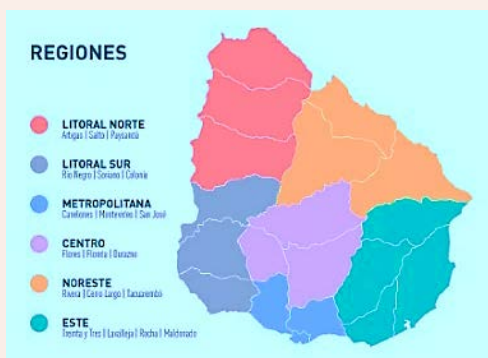 REGIONES
LITORAL NORTE
Artigas | Salto | Paysandú
LITORAL SUR
Río Negro | Soriano | Colonia
METROPOLITANA
Canelones | Montevideo | San José
CENTRO
Flores | Florida | Durazno
NORESTE
Rivera | Cerro Largo | Tacuarembó
ESTE
Treinta y Tres | Lavalleja | Rocha | Maldonado